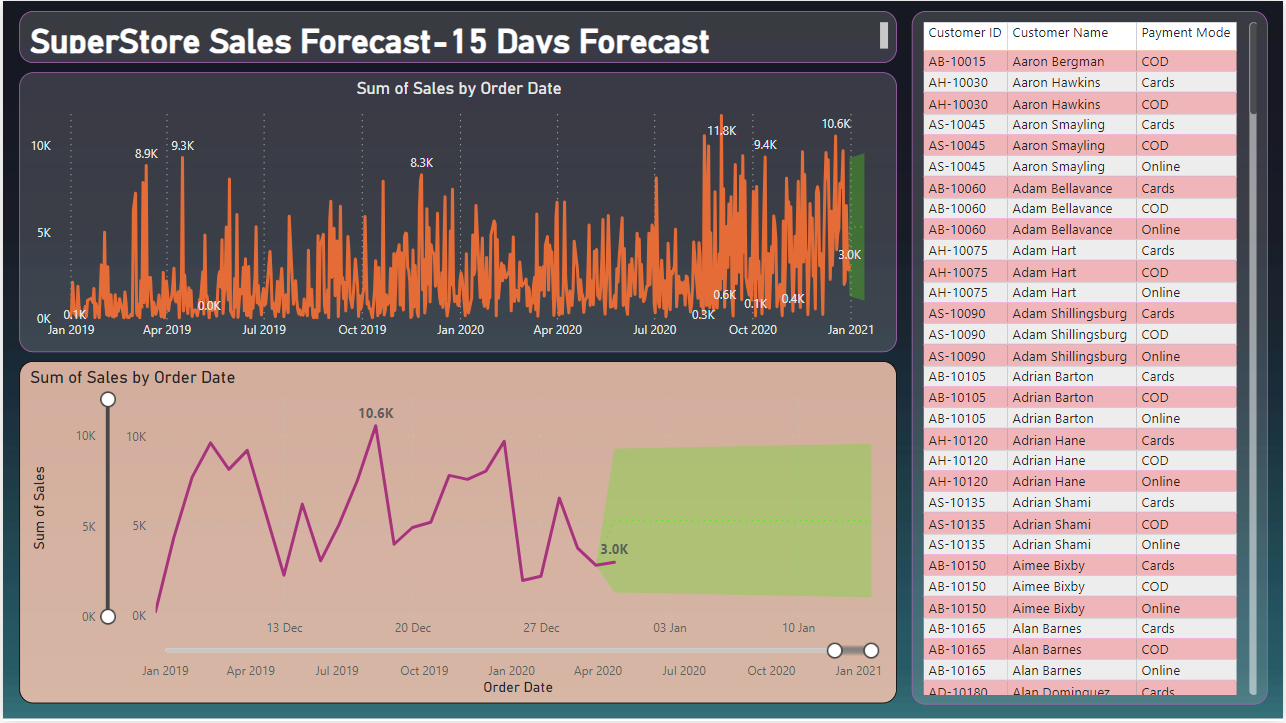 SuperStore Sales Forecast-15 Days Forecast
Sum of Sales by Order Date
10K
5K
0K
8.9K
9.3K
8.3K
11.8K
9.4K
10.6K
3.0K
0.1K
0.0K
0.3K
0.6K
0.1K
0.4K
Jan 2019 Apr 2019 Jul 2019 Oct 2019 Jan 2020 Apr 2020 Jul 2020 Oct 2020 Jan 2021
Sum of Sales by Order Date
Sum of Sales
10K 10K
5K 5K
0K 0K
10.6K
3.0K
13 Dec 20 Dec 27 Dec 03 Jan 10 Jan
Jan 2019 Apr 2019 Jul 2019 Oct 2019 Jan 2020 Apr 2020 Jul 2020 Oct 2020 Jan 2021
Order Date
Customer ID Customer Name Payment Mode
AB-10015 Aaron Bergman COD
AH-10030 Aaron Hawkins Cards
AH-10030 Aaron Hawkins COD
AS-10045 Aaron Smayling Cards
AS-10045 Aaron Smayling COD
AS-10045 Aaron Smayling Online
AB-10060 Adam Bellavance Cards
AB-10060 Adam Bellavance COD
AB-10060 Adam Bellavance Online
AH-10075 Adam Hart Cards
AH-10075 Adam Hart COD
AH-10075 Adam Hart Online
AS-10090 Adam Shillingsburg Cards
AS-10090 Adam Shillingsburg COD
AS-10090 Adam Shillingsburg Online
AB-10105 Adrian Barton Cards
AB-10105 Adrian Barton COD
AB-10105 Adrian Barton Online
AH-10120 Adrian Hane Cards
AH-10120 Adrian Hane COD
AH-10120 Adrian Hane Online
AS-10135 Adrian Shami Cards
AS-10135 Adrian Shami COD
AS-10135 Adrian Shami Online
AB-10150 Aimee Bixby Cards
AB-10150 Aimee Bixby COD
AB-10150 Aimee Bixby Online
AB-10165 Alan Barnes Cards
AB-10165 Alan Barnes COD
AB-10165 Alan Barnes Online
AD-10180 Alan Dominguez Cards